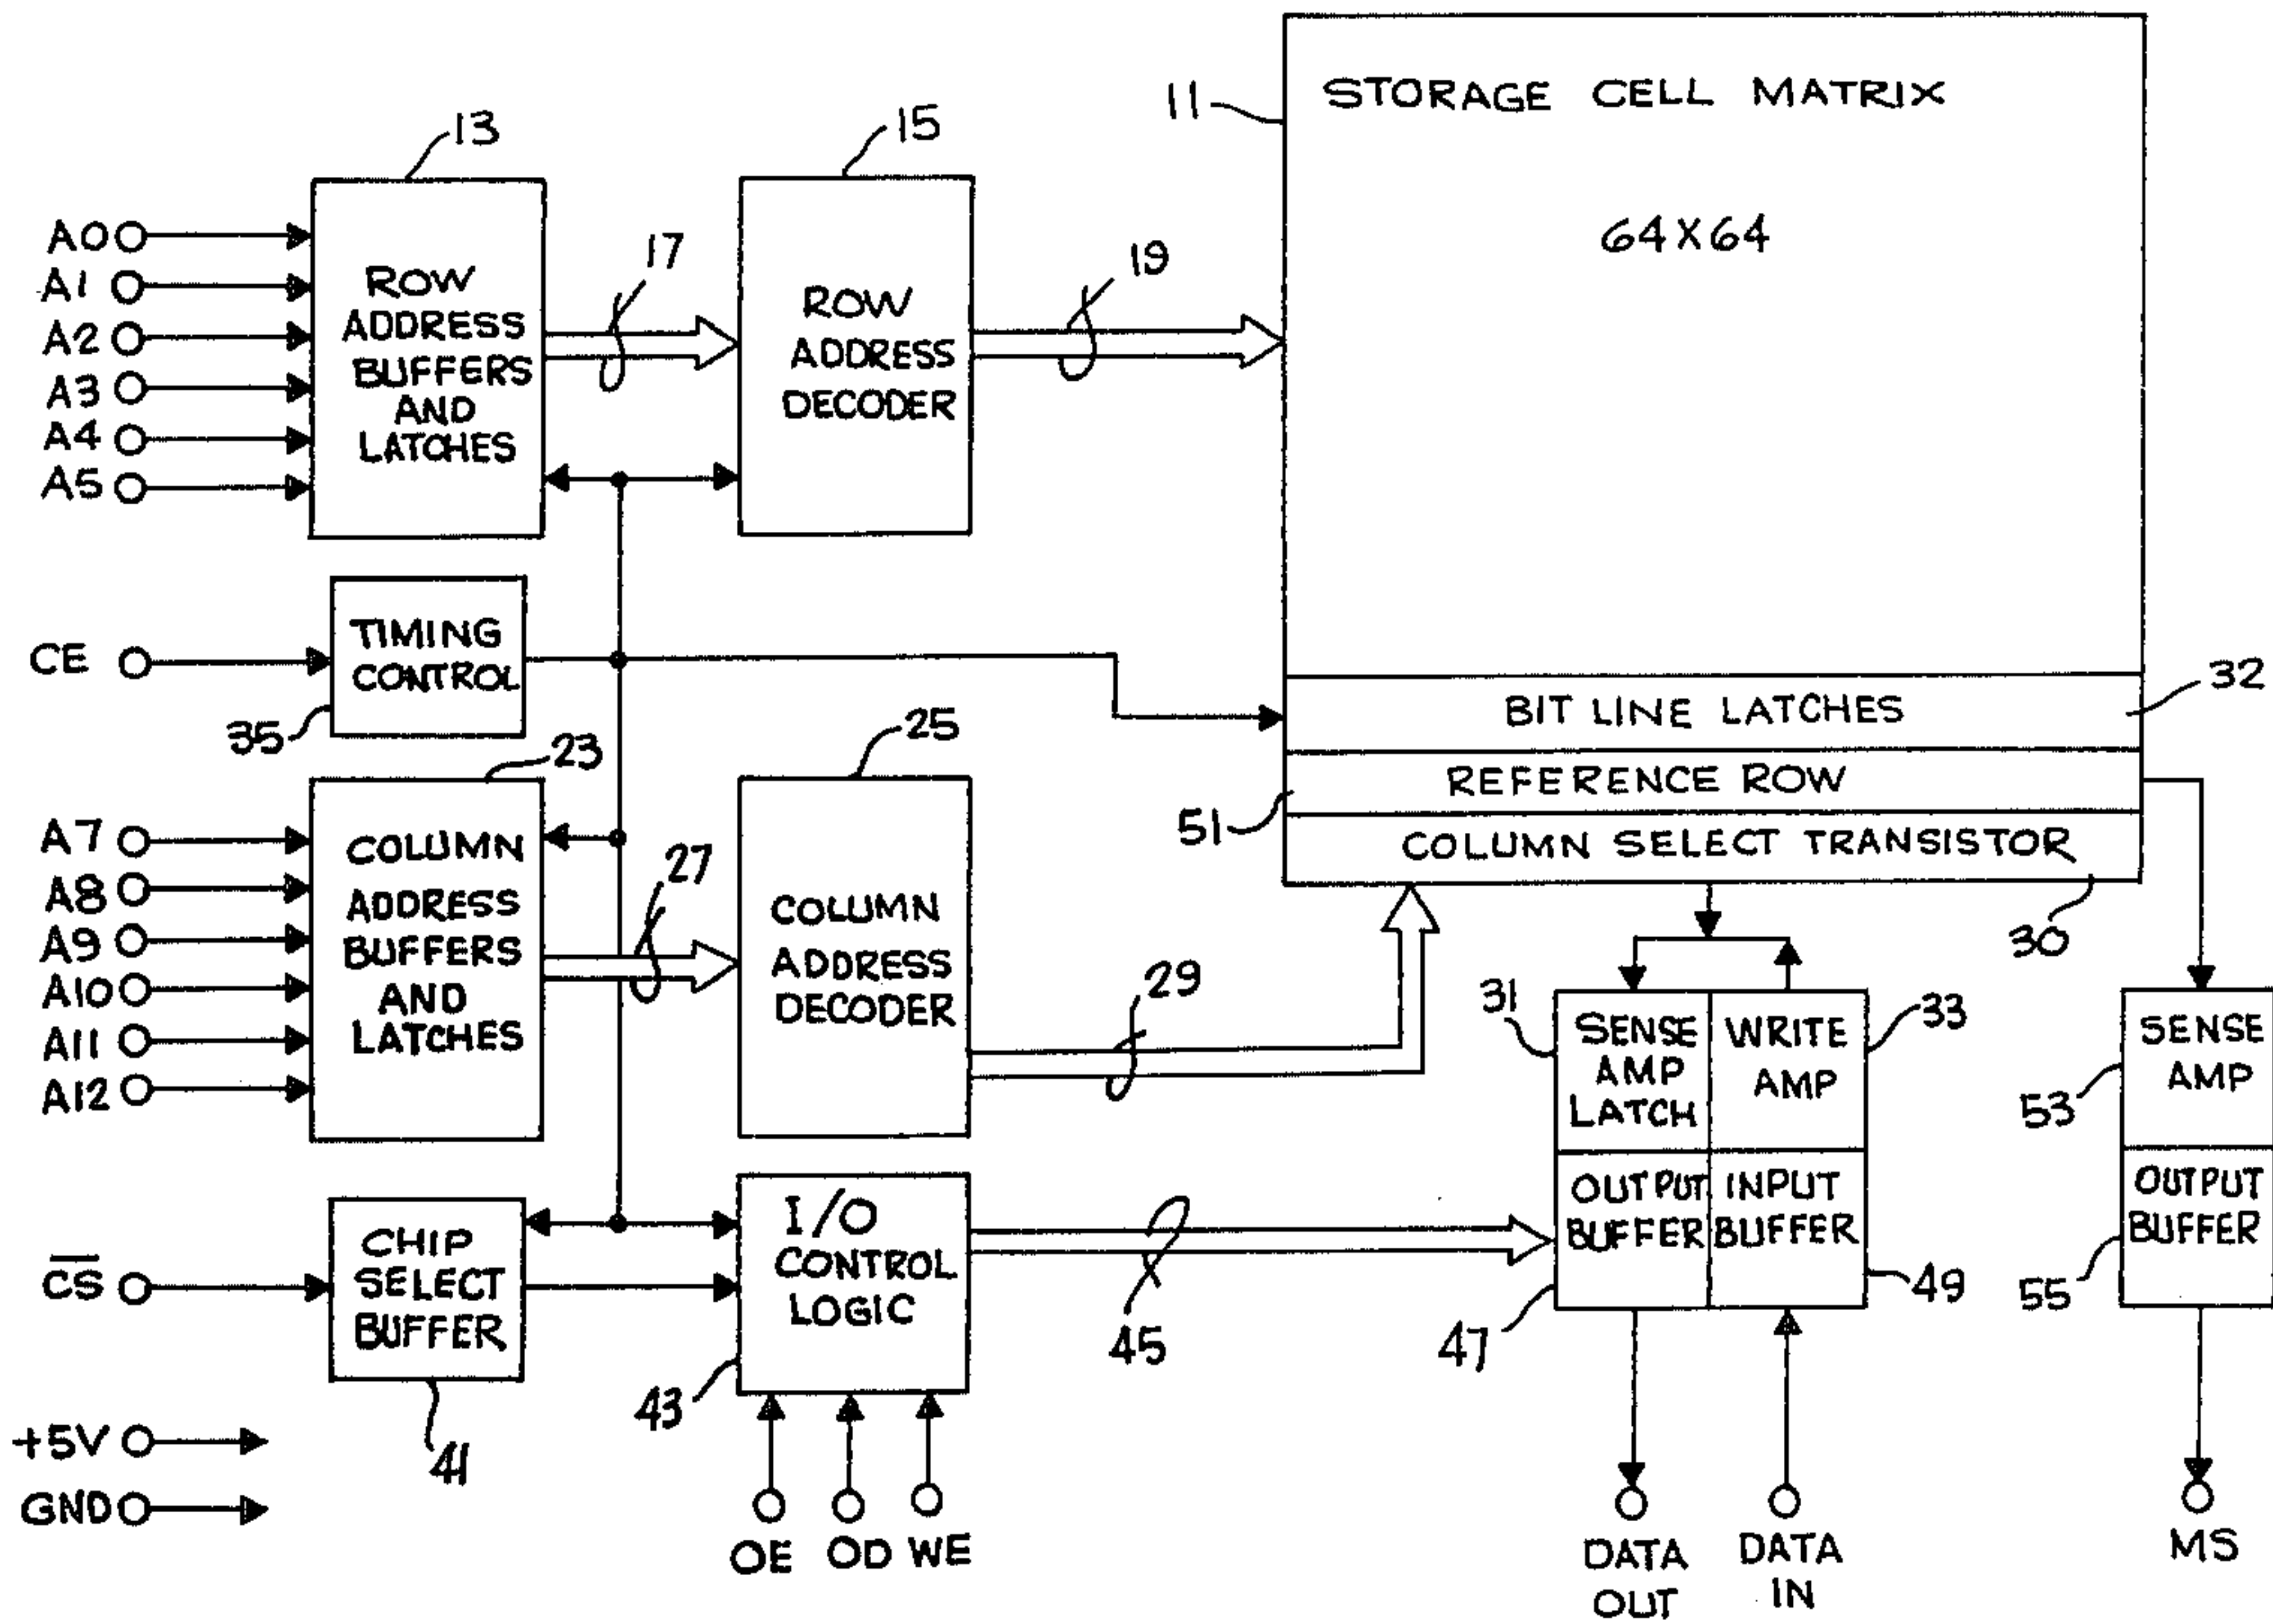 13
15
11
STORAGE CELL MATRIX
64X64
A0
A1
A2
A3
A4
A5
ROW
ADDRESS
BUFFERS
AND
LATCHES
17
ROW
ADDRESS
DECODER
19
CE
TIMING
CONTROL
35
BIT LINE LATCHES
32
REFERENCE ROW
51
COLUMN SELECT TRANSISTOR
30
23
25
A7
A8
A9
A10
A11
A12
COLUMN
ADDRESS
BUFFERS
AND
LATCHES
27
COLUMN
ADDRESS
DECODER
29
31
SENSE
AMP
LATCH
WRITE
AMP
33
SENSE
AMP
53
CS
CHIP
SELECT
BUFFER
41
I/O
CONTROL
LOGIC
43
45
OUTPUT
BUFFER
47
INPUT
BUFFER
49
OUTPUT
BUFFER
55
+5V
GND
OE
OD
WE
DATA
OUT
DATA
IN
MS